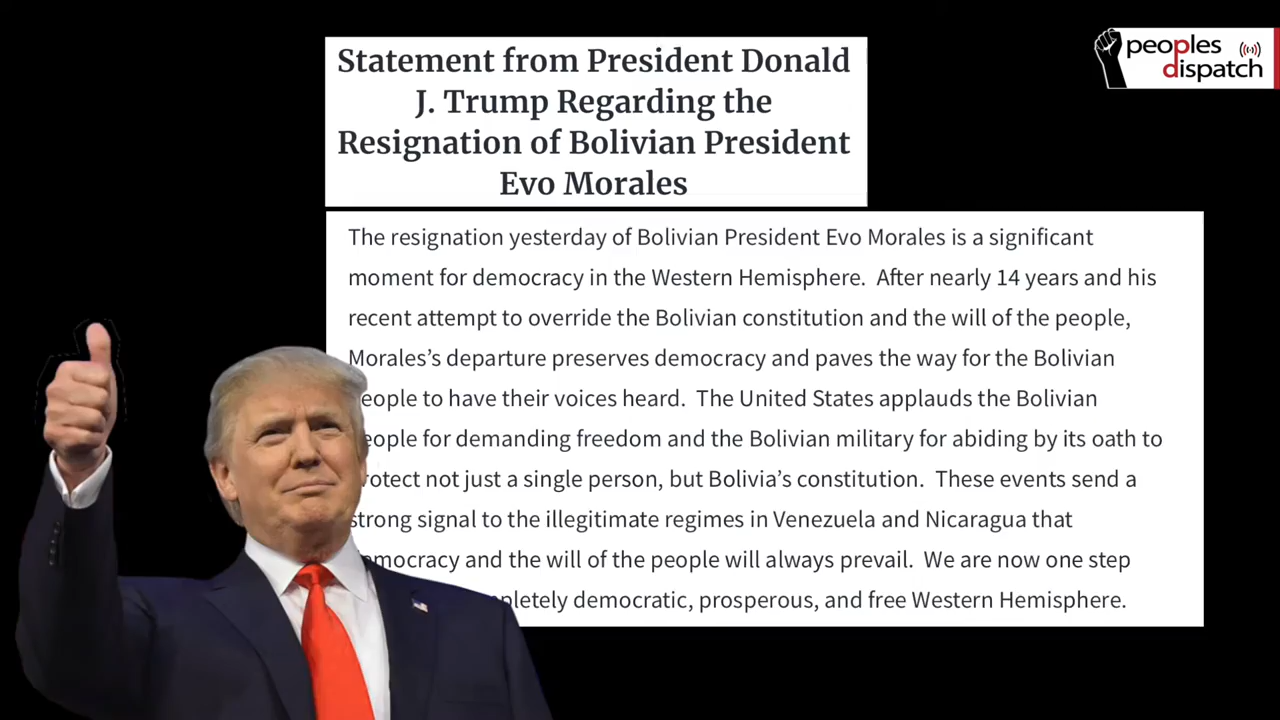 peoples
dispatch
Statement from President Donald
J. Trump Regarding the
Resignation of Bolivian President
Evo Morales
The resignation yesterday of Bolivian President Evo Morales is a significant
moment for democracy in the Western Hemisphere. After nearly 14 years and his
recent attempt to override the Bolivian constitution and the will of the people,
Morales’s departure preserves democracy and paves the way for the Bolivian
eople to have their voices heard. The United States applauds the Bolivian
eople for demanding freedom and the Bolivian military for abiding by its oath to
otect not just a single person, but Bolivia’s constitution. These events send a
strong signal to the illegitimate regimes in Venezuela and Nicaragua that
mocracy and the will of the people will always prevail. We are now one step
pletely democratic, prosperous, and free Western Hemisphere.